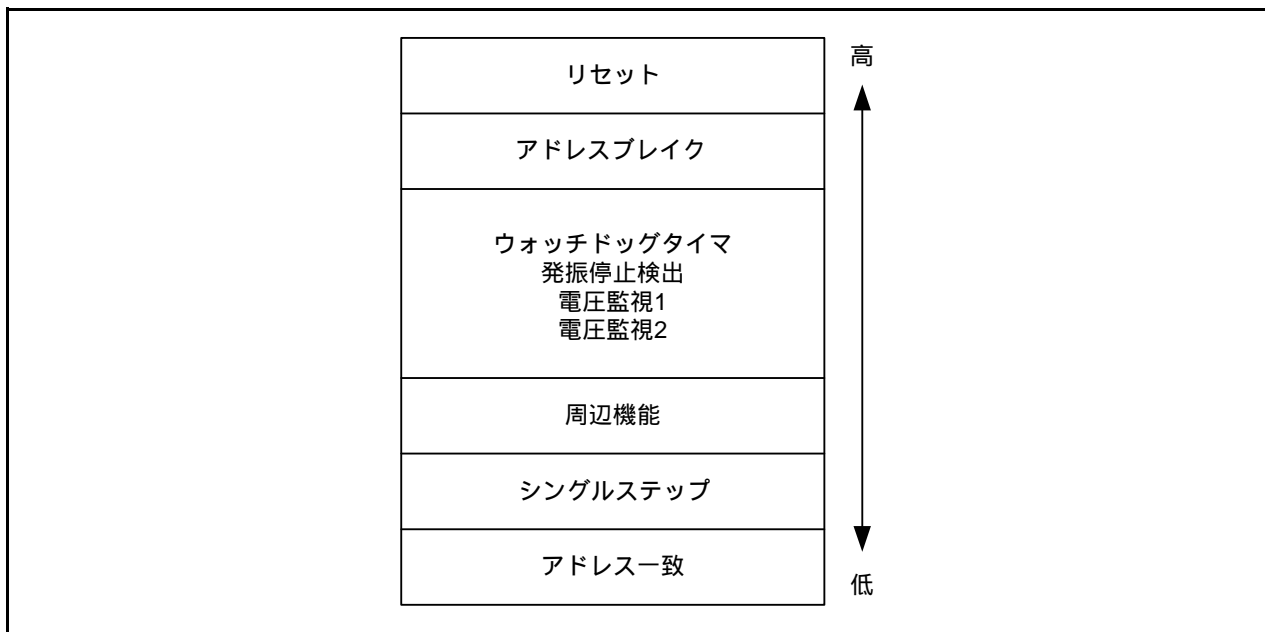 リセット
高
アドレスブレイク
ウォッチドッグタイマ
発振停止検出
電圧監視1
電圧監視2
周辺機能
シングルステップ
アドレス一致
低